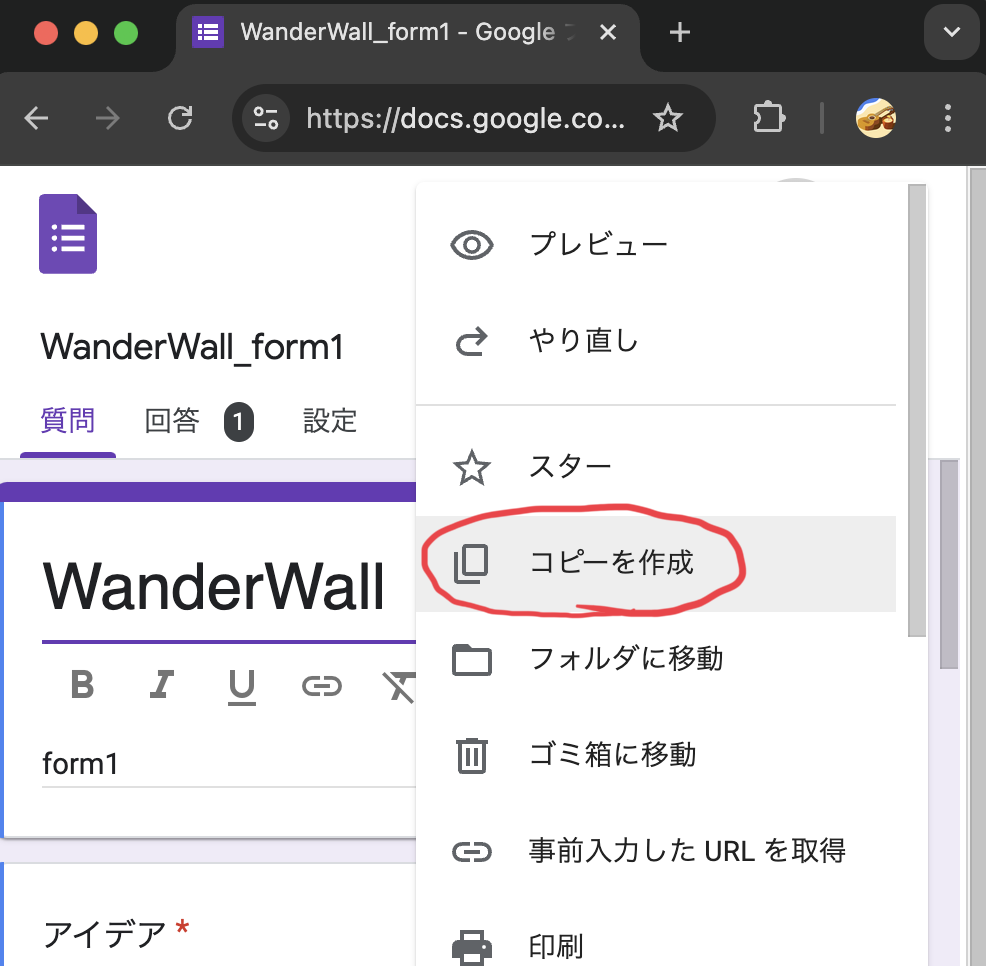 WanderWall_form1 - Google フ
https://docs.google.co...
WanderWall_form1
質問
回答 1
設定
WanderWall
B I U
form1
アイデア *
プレビュー
やり直し
スター
コピーを作成
フォルダに移動
ゴミ箱に移動
事前入力した URL を取得
印刷